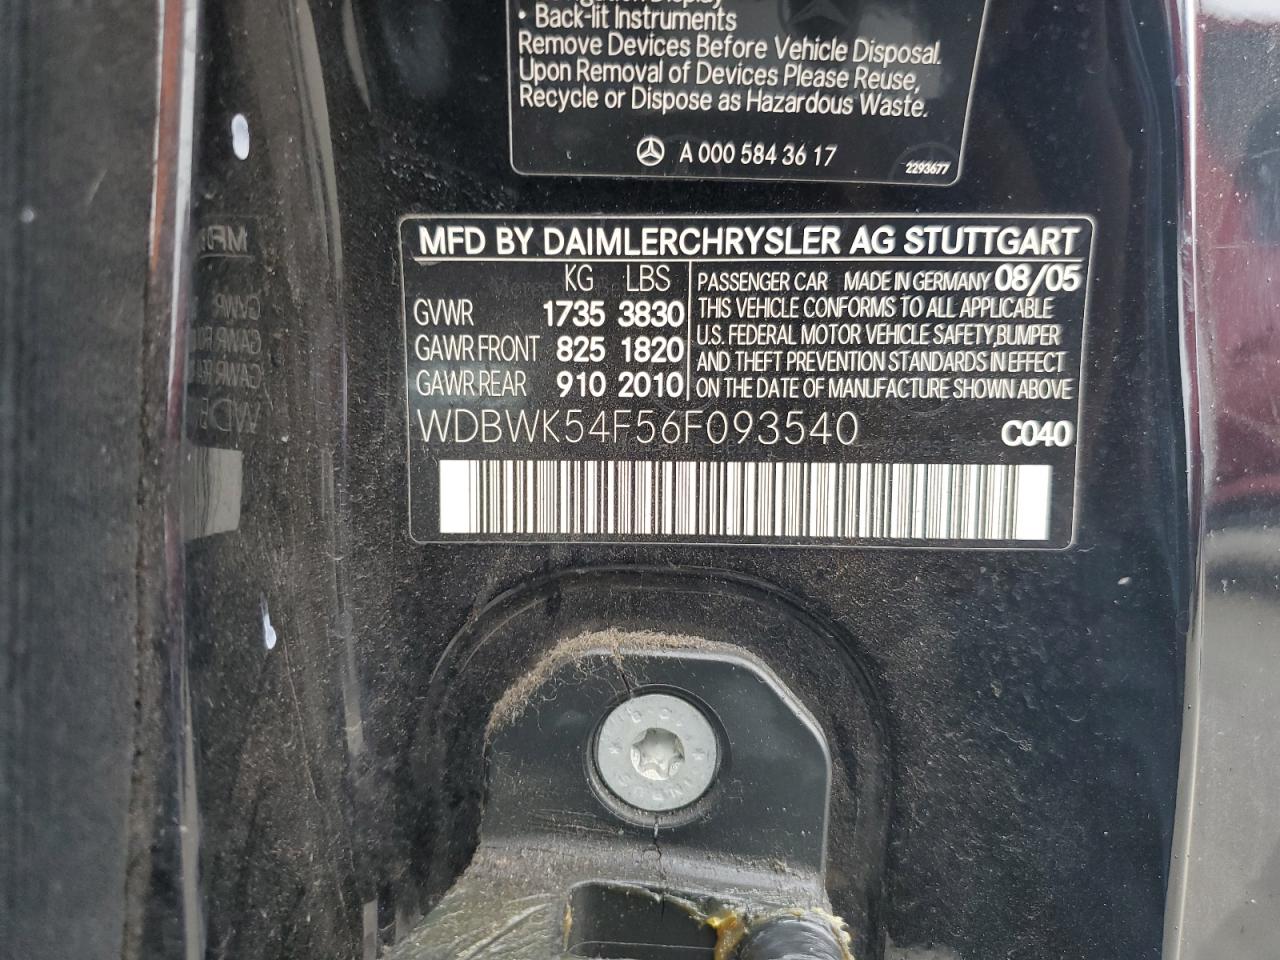 • Back-lit Instruments
Remove Devices Before Vehicle Disposal.
Upon Removal of Devices Please Reuse,
Recycle or Dispose as Hazardous Waste.
A 000 584 36 17
2293677
MFD BY DAIMLERCHRYSLER AG STUTTGART
KG LBS
GVWR 1735 3830
GAWR FRONT 825 1820
GAWR REAR 910 2010
PASSENGER CAR MADE IN GERMANY 08/05
THIS VEHICLE CONFORMS TO ALL APPLICABLE
U.S. FEDERAL MOTOR VEHICLE SAFETY,BUMPER
AND THEFT PREVENTION STANDARDS IN EFFECT
ON THE DATE OF MANUFACTURE SHOWN ABOVE
WDBWK54F56F093540
C040